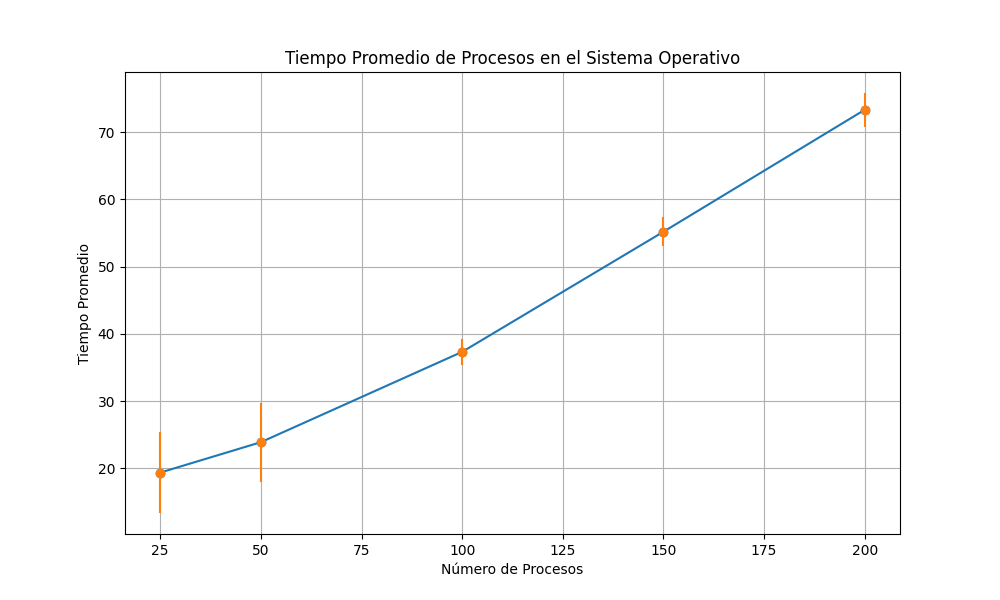 Tiempo Promedio de Procesos en el Sistema Operativo
Tiempo Promedio
70
60
50
40
30
20
25 50 75 100 125 150 175 200
Número de Procesos